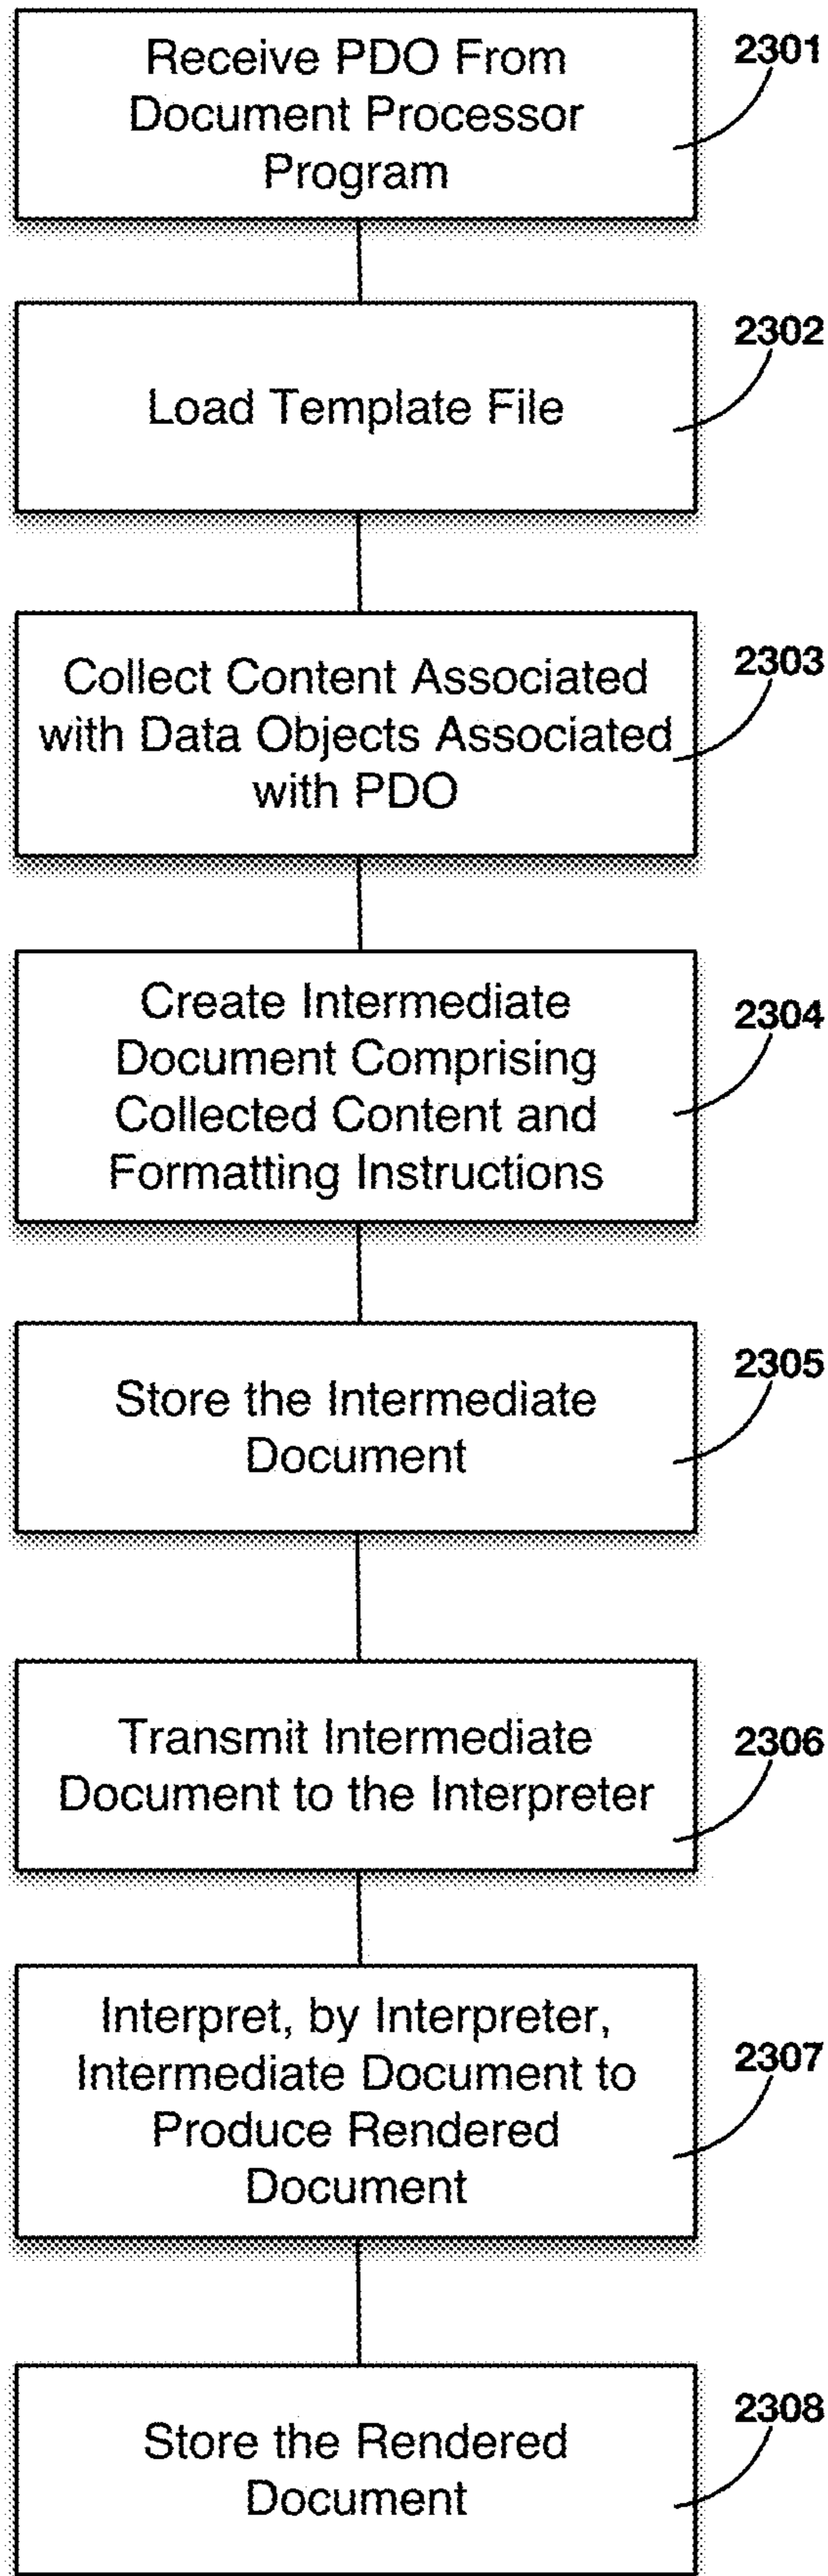 Receive PDO From
Document Processor
Program
2301
Load Template File
2302
Collect Content Associated
with Data Objects Associated
with PDO
2303
Create Intermediate
Document Comprising
Collected Content and
Formatting Instructions
2304
Store the Intermediate
Document
2305
Transmit Intermediate
Document to the Interpreter
2306
Interpret, by Interpreter,
Intermediate Document to
Produce Rendered
Document
2307
Store the Rendered
Document
2308